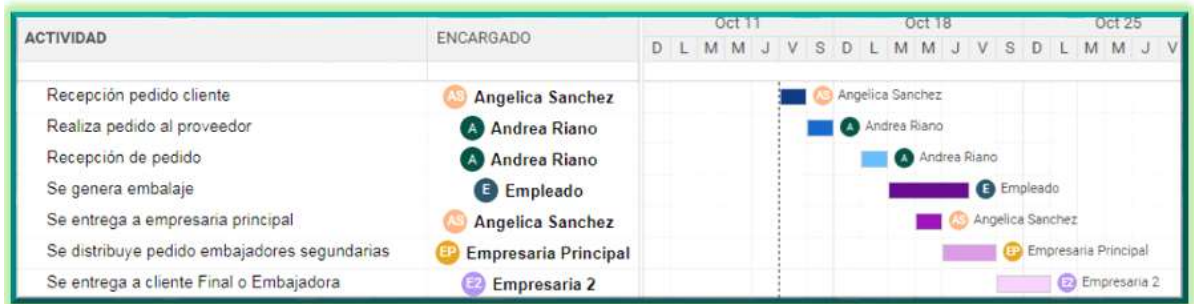 ACTIVIDAD ENCARGADO Oct 11 Oct 18 Oct 25
D L M M J V S D L M M J V S D L M M J V
Recepción pedido cliente AS Angelica Sanchez AS Angelica Sanchez
Realiza pedido al proveedor A Andrea Riano A Andrea Riano
Recepción de pedido A Andrea Riano A Andrea Riano
Se genera embalaje E Empleado E Empleado
Se entrega a empresaria principal AS Angelica Sanchez AS Angelica Sanchez
Se distribuye pedido embajadores segundarias EP Empresaria Principal EP Empresaria Principal
Se entrega a cliente Final o Embajadora E2 Empresaria 2 E2 Empresaria 2